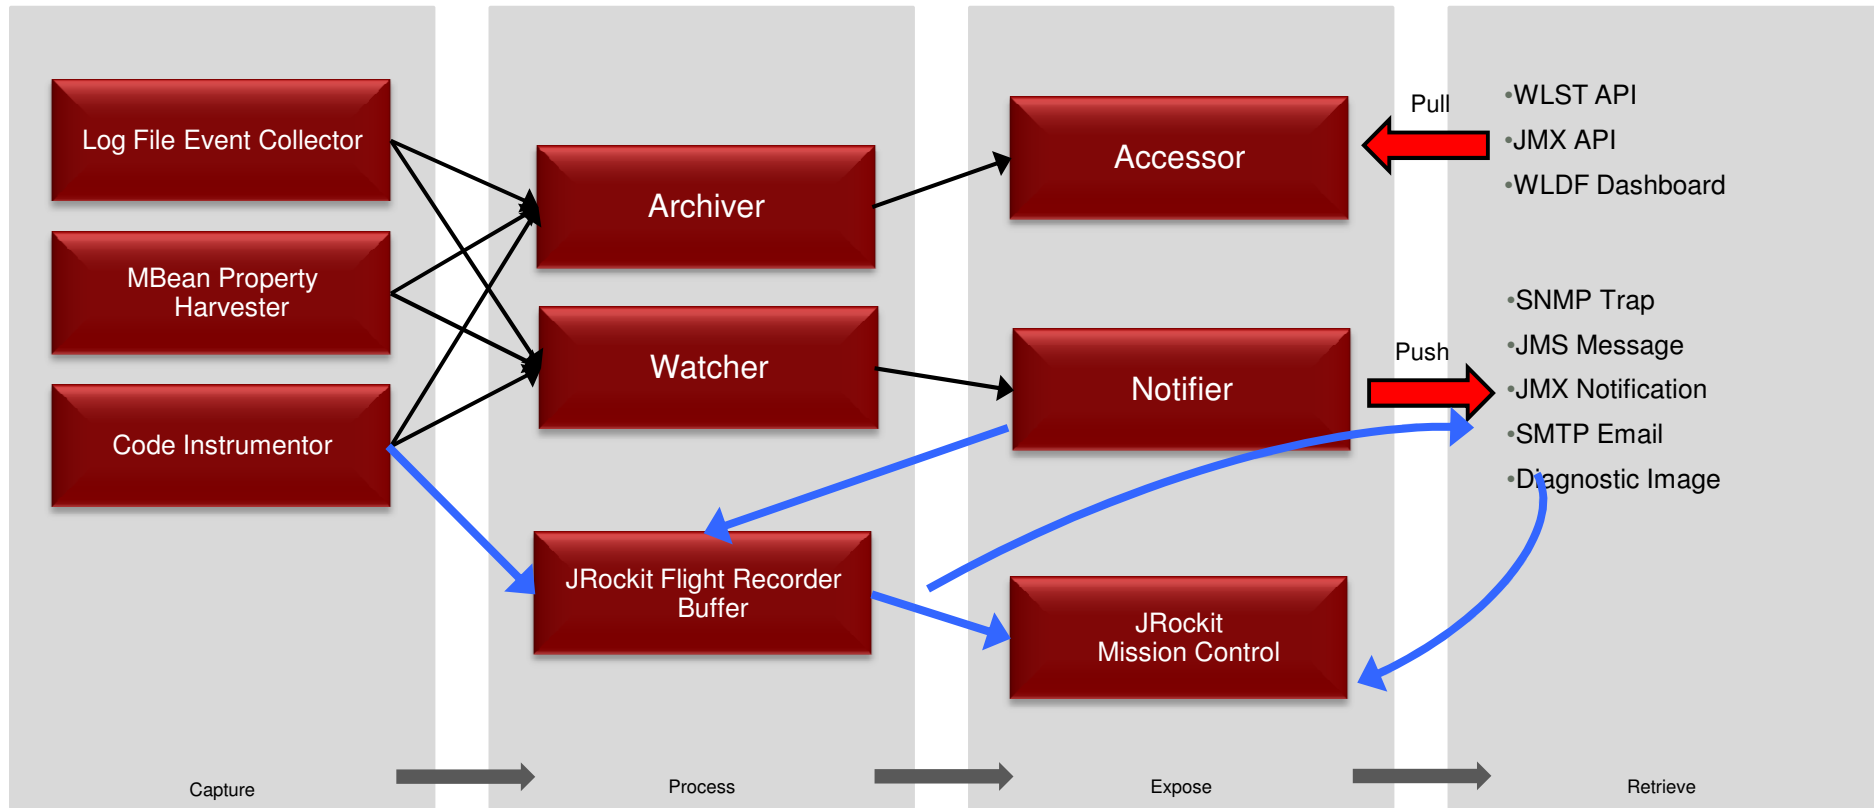 Log File Event Collector
MBean Property
Harvester
Code Instrumentor
Capture
Archiver
Watcher
JRockit Flight Recorder
Buffer
Process
Accessor
Notifier
JRockit
Mission Control
Expose
Pull
Push
•WLST API
•JMX API
•WLDF Dashboard
•SNMP Trap
•JMS Message
•JMX Notification
•SMTP Email
•Diagnostic Image
Retrieve